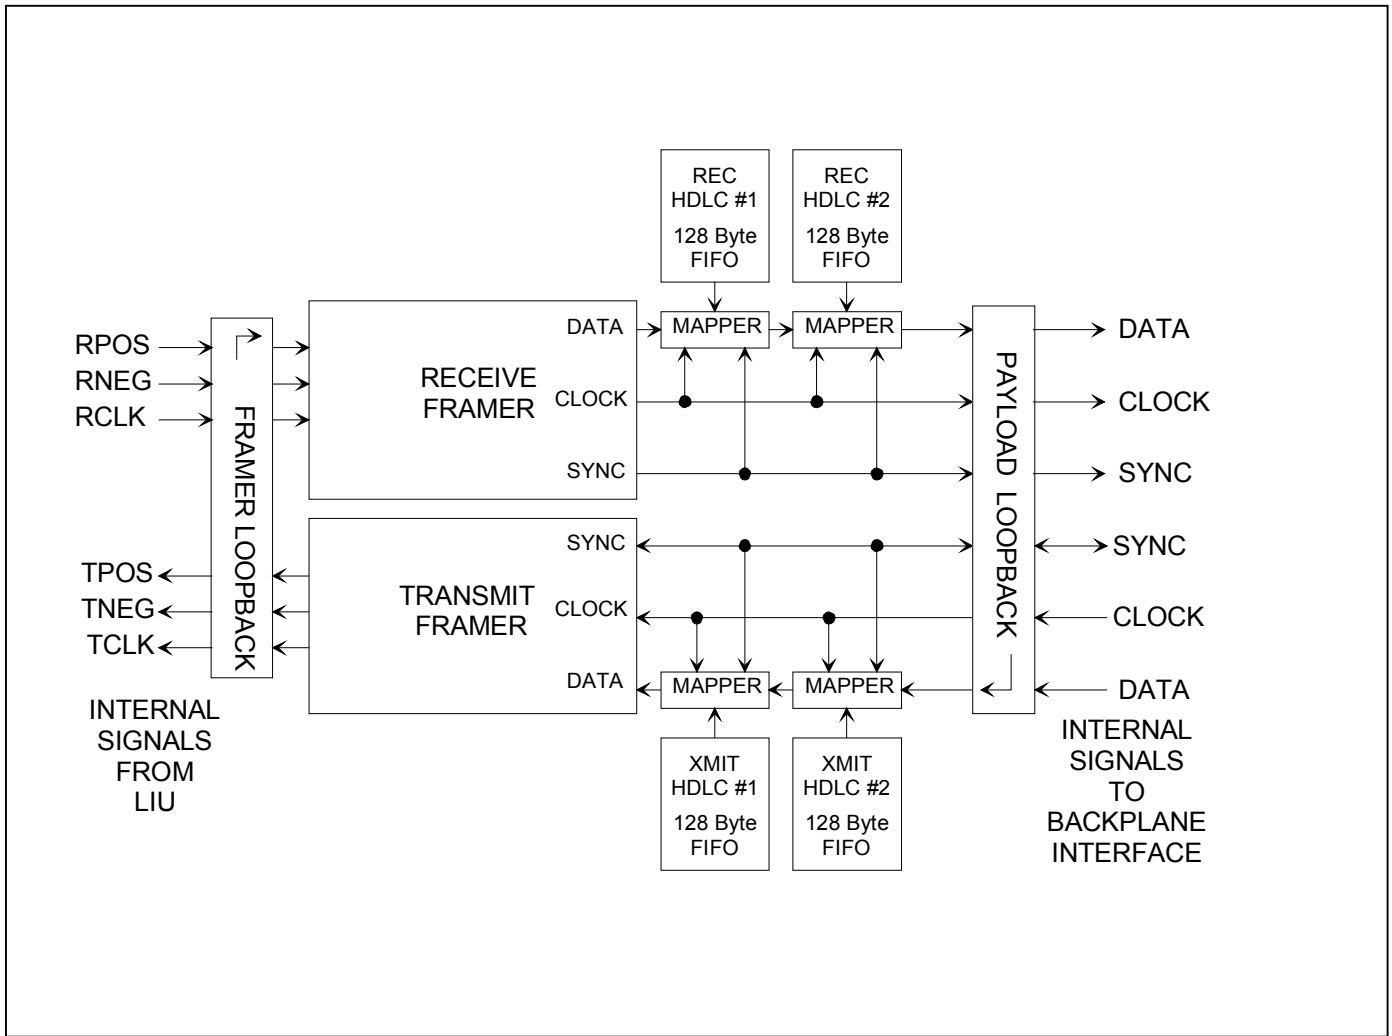 REC
HDLC #1
128 Byte
FIFO
REC
HDLC #2
128 Byte
FIFO
RPOS
RNEG
RCLK
FRAMER LOOPBACK
TPOS
TNEG
TCLK
INTERNAL
SIGNALS
FROM
LIU
RECEIVE
FRAMER
DATA
CLOCK
SYNC
MAPPER
MAPPER
TRANSMIT
FRAMER
SYNC
CLOCK
DATA
MAPPER
MAPPER
XMIT
HDLC #1
128 Byte
FIFO
XMIT
HDLC #2
128 Byte
FIFO
PAYLOAD LOOPBACK
DATA
CLOCK
SYNC
SYNC
CLOCK
DATA
INTERNAL
SIGNALS
TO
BACKPLANE
INTERFACE